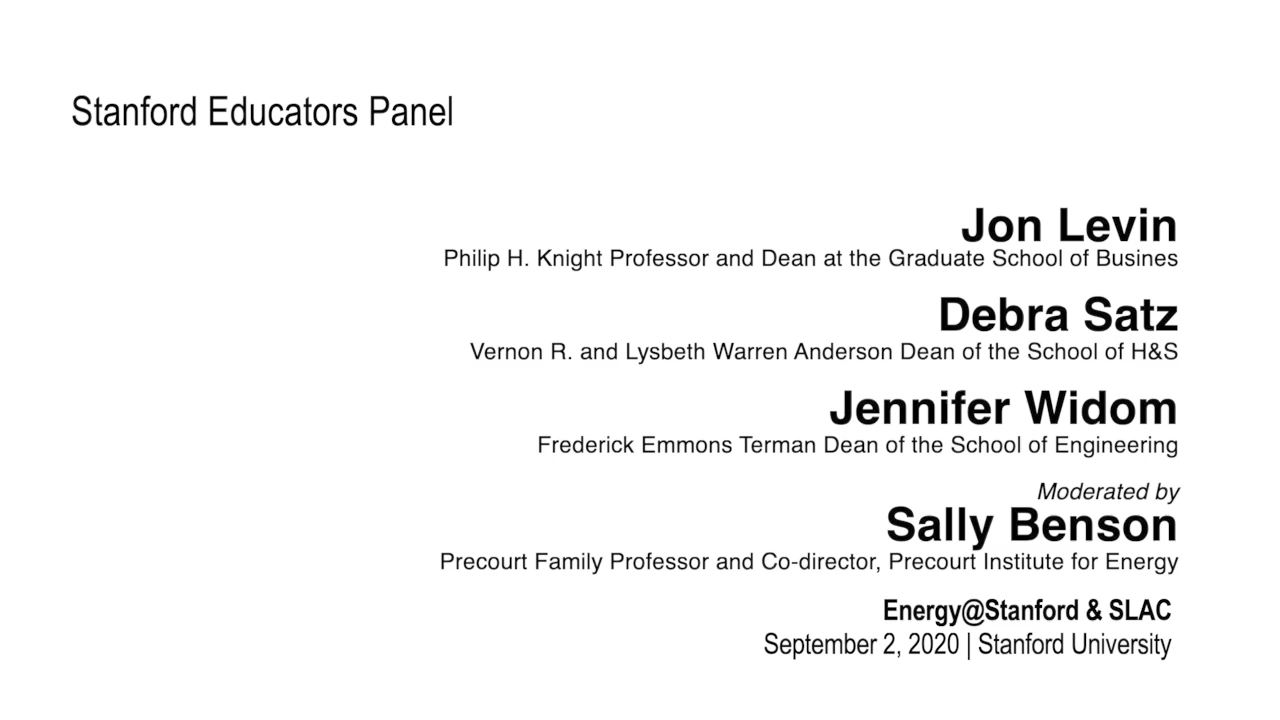 Stanford Educators Panel
Jon Levin
Philip H. Knight Professor and Dean at the Graduate School of Busines
Debra Satz
Vernon R. and Lysbeth Warren Anderson Dean of the School of H&S
Jennifer Widom
Frederick Emmons Terman Dean of the School of Engineering
Moderated by
Sally Benson
Precourt Family Professor and Co-director, Precourt Institute for Energy
Energy@Stanford & SLAC
September 2, 2020 | Stanford University